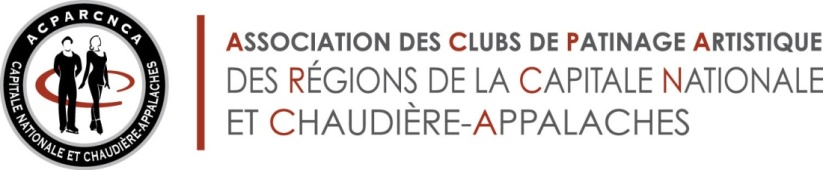 ACPARCNCA
CAPITALE NATIONALE ET CHAUDIÈRE-APPALACHES
ASSOCIATION DES CLUBS DE PATINAGE ARTISTIQUE
DES RÉGIONS DE LA CAPITALE NATIONALE
ET CHAUDIÈRE-APPALACHES